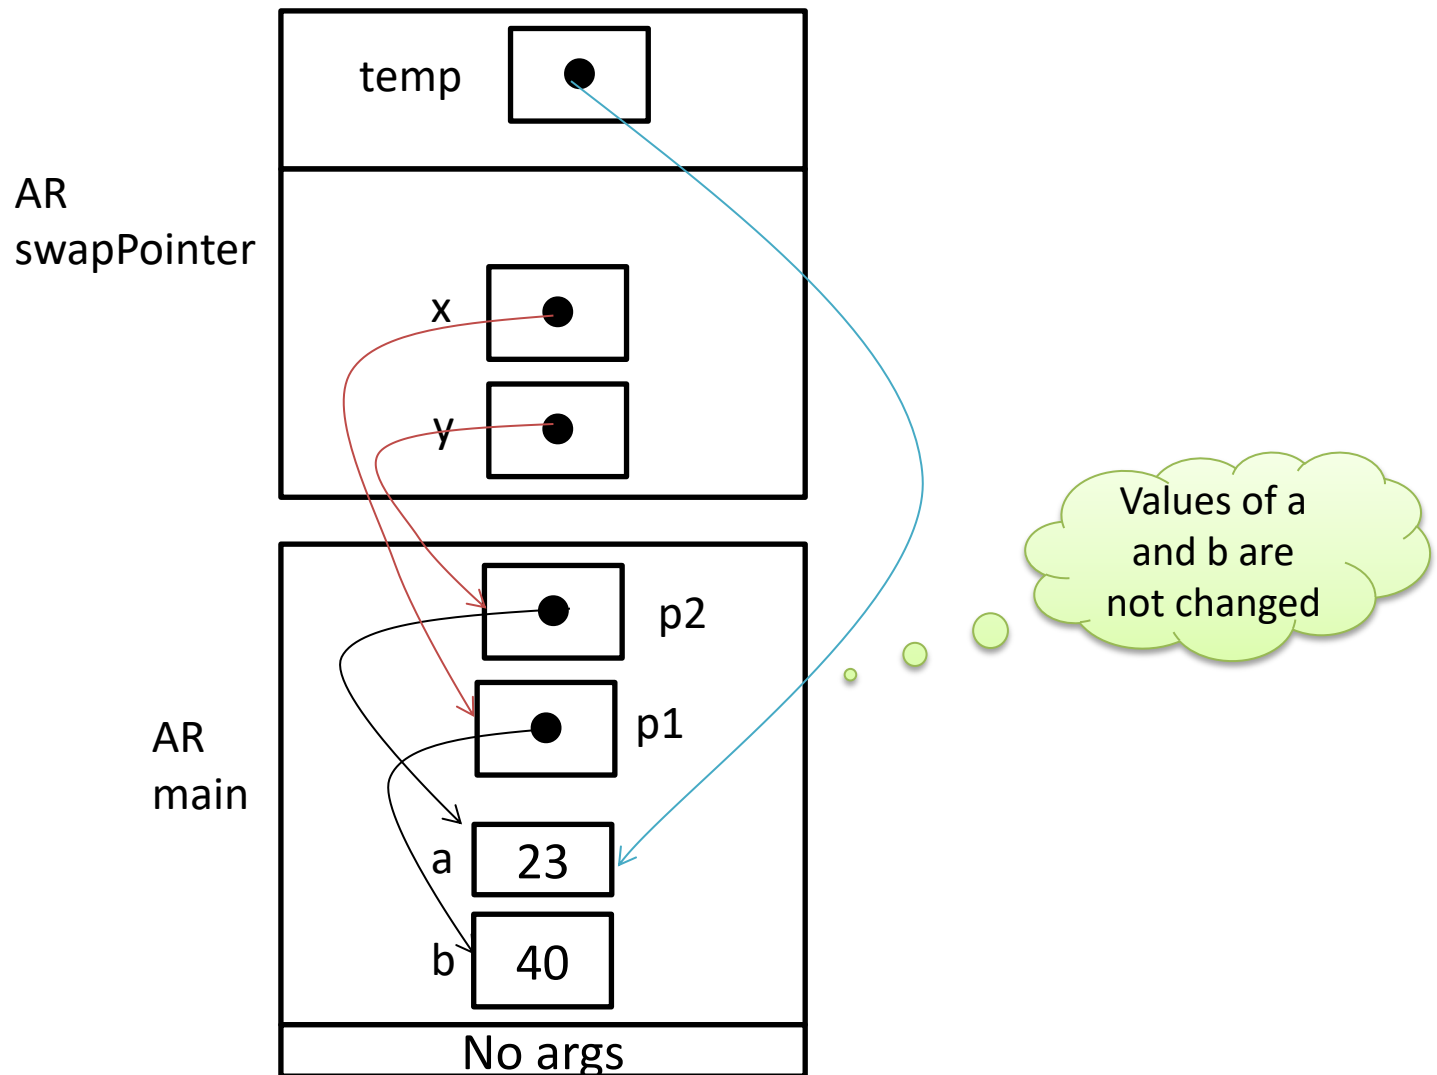 temp
AR
swapPointer
x
y
Values of a
and b are
not changed
p2
p1
AR
main
a
23
b
40
No args